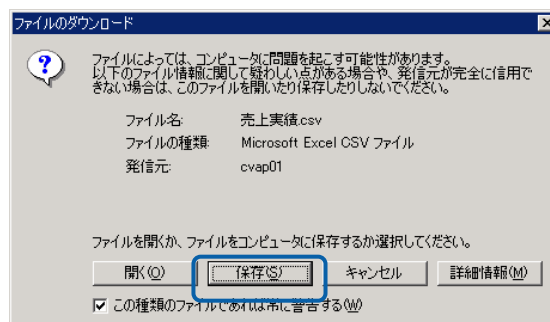 ファイルのダウンロード
ファイルによっては、コンピュータに問題を起こす可能性があります。
以下のファイル情報に関して疑わしい点がある場合や、発信元が完全に信用で
きない場合は、このファイルを開いたり保存したりしないでください。
ファイル名: 売上実績.csv
ファイルの種類: Microsoft Excel CSV ファイル
発信元: cvap01
ファイルを開くか、ファイルをコンピュータに保存するか選択してください。
開く(O) 保存(S) キャンセル 詳細情報(M)
この種類のファイルであれば常に警告する(W)